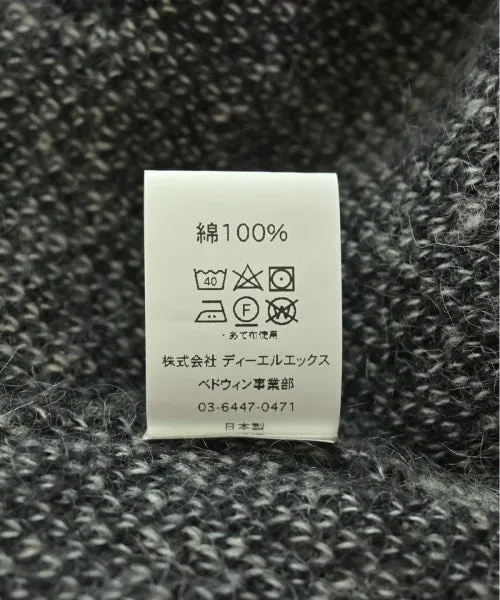 綿100%
40
F W
・あて布使用
株式会社 ディーエルエックス
ベドウィン事業部
03-6447-0471
日本製